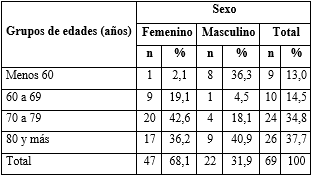 Grupos de edades (años) Sexo
Femenino Masculino Total
n % n % n %
Menos 60 1 2,1 8 36,3 9 13,0
60 a 69 9 19,1 1 4,5 10 14,5
70 a 79 20 42,6 4 18,1 24 34,8
80 y más 17 36,2 9 40,9 26 37,7
Total 47 68,1 22 31,9 69 100